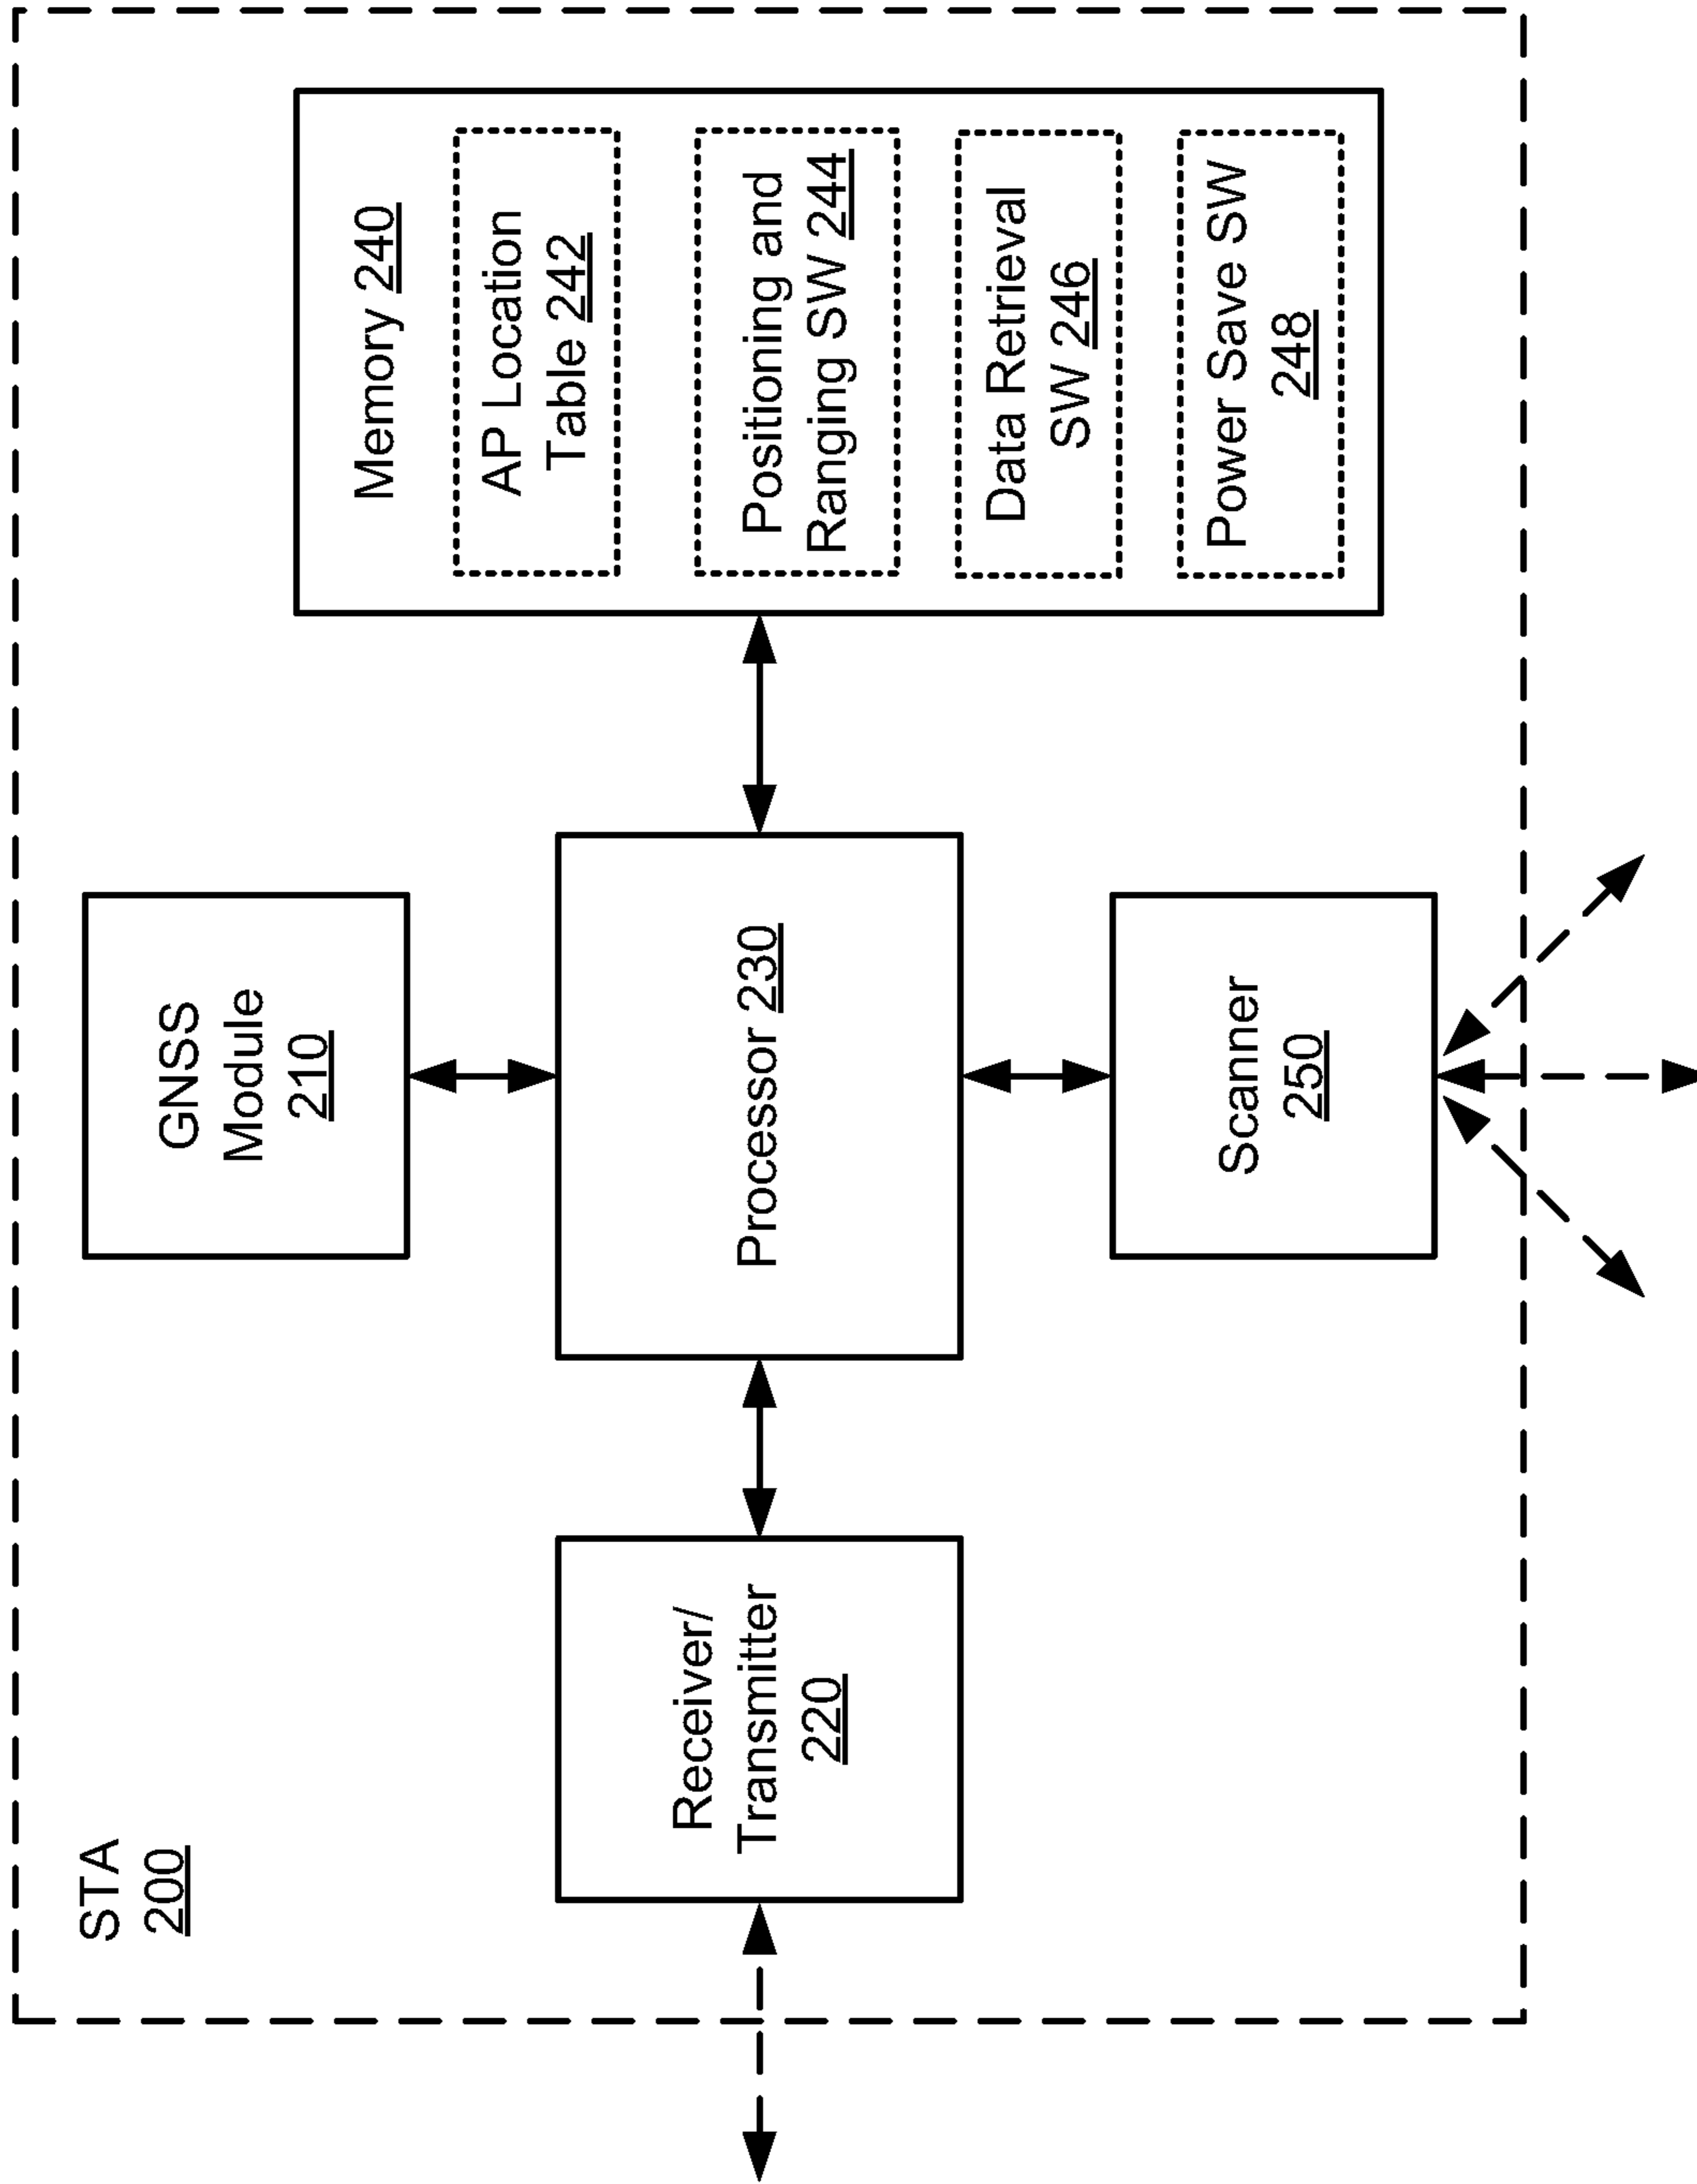 STA
200
GNSS
Module
210
Receiver/
Transmitter
220
Processor 230
Scanner
250
Memory 240
AP Location
Table 242
Positioning and
Ranging SW 244
Data Retrieval
SW 246
Power Save SW
248